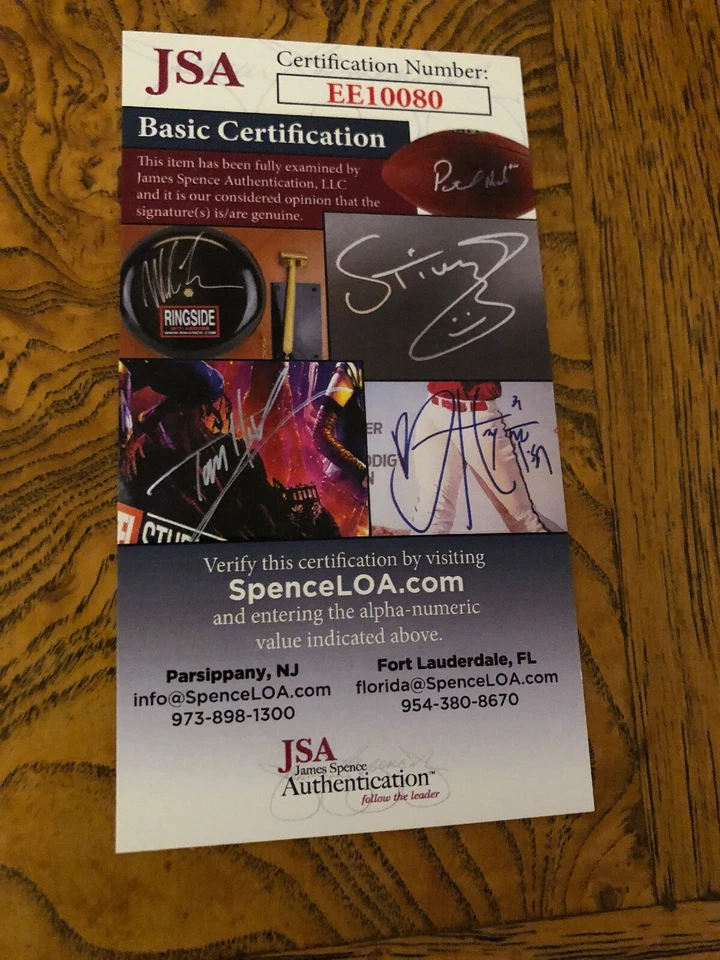 JSA
Certification Number:
EE10080
Basic Certification
This item has been fully examined by
James Spence Authentication, LLC
and it is our considered opinion that the
signature(s) is/are genuine.
RINGSIDE
Verify this certification by visiting
SpenceLOA.com
and entering the alpha-numeric
value indicated above.
Parsippany, NJ
info@SpenceLOA.com
973-898-1300
Fort Lauderdale, FL
florida@SpenceLOA.com
954-380-8670
JSA
James Spence
Authentication™
follow the leader